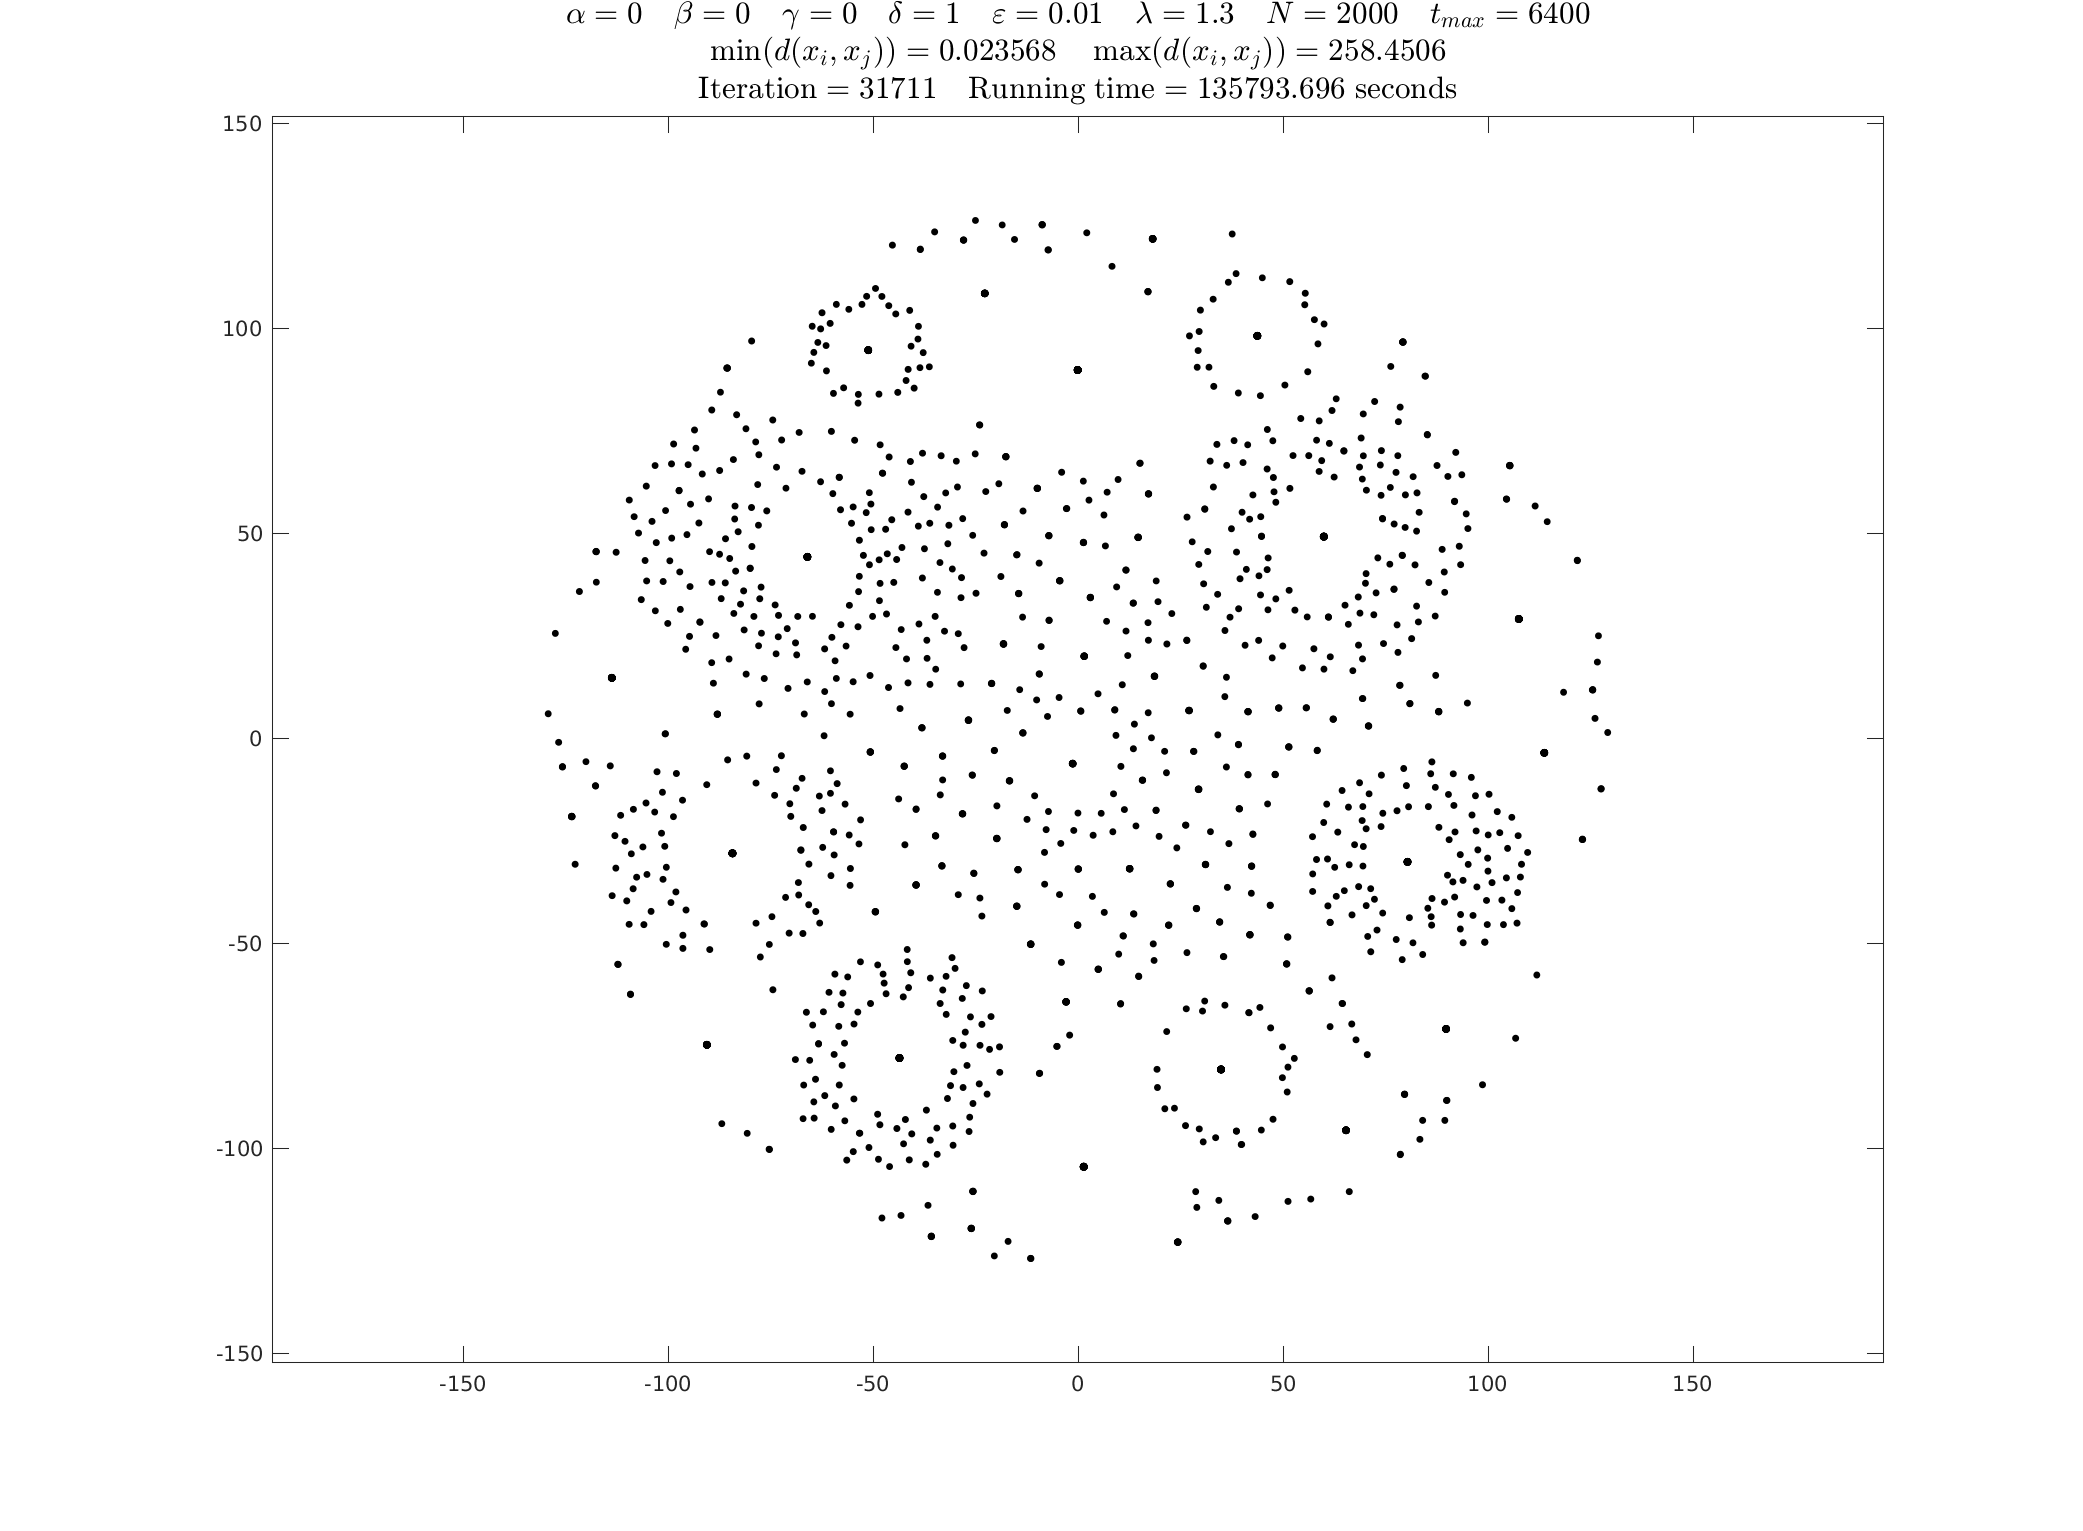 α = 0 β = 0 γ = 0 δ = 1 ε = 0.01 λ = 1.3 N = 2000 t_max = 6400
min(d(x_i, x_j)) = 0.023568 max(d(x_i, x_j)) = 258.4506
Iteration = 31711 Running time = 135793.696 seconds
150
100
50
0
-50
-100
-150
-150 -100 -50 0 50 100 150